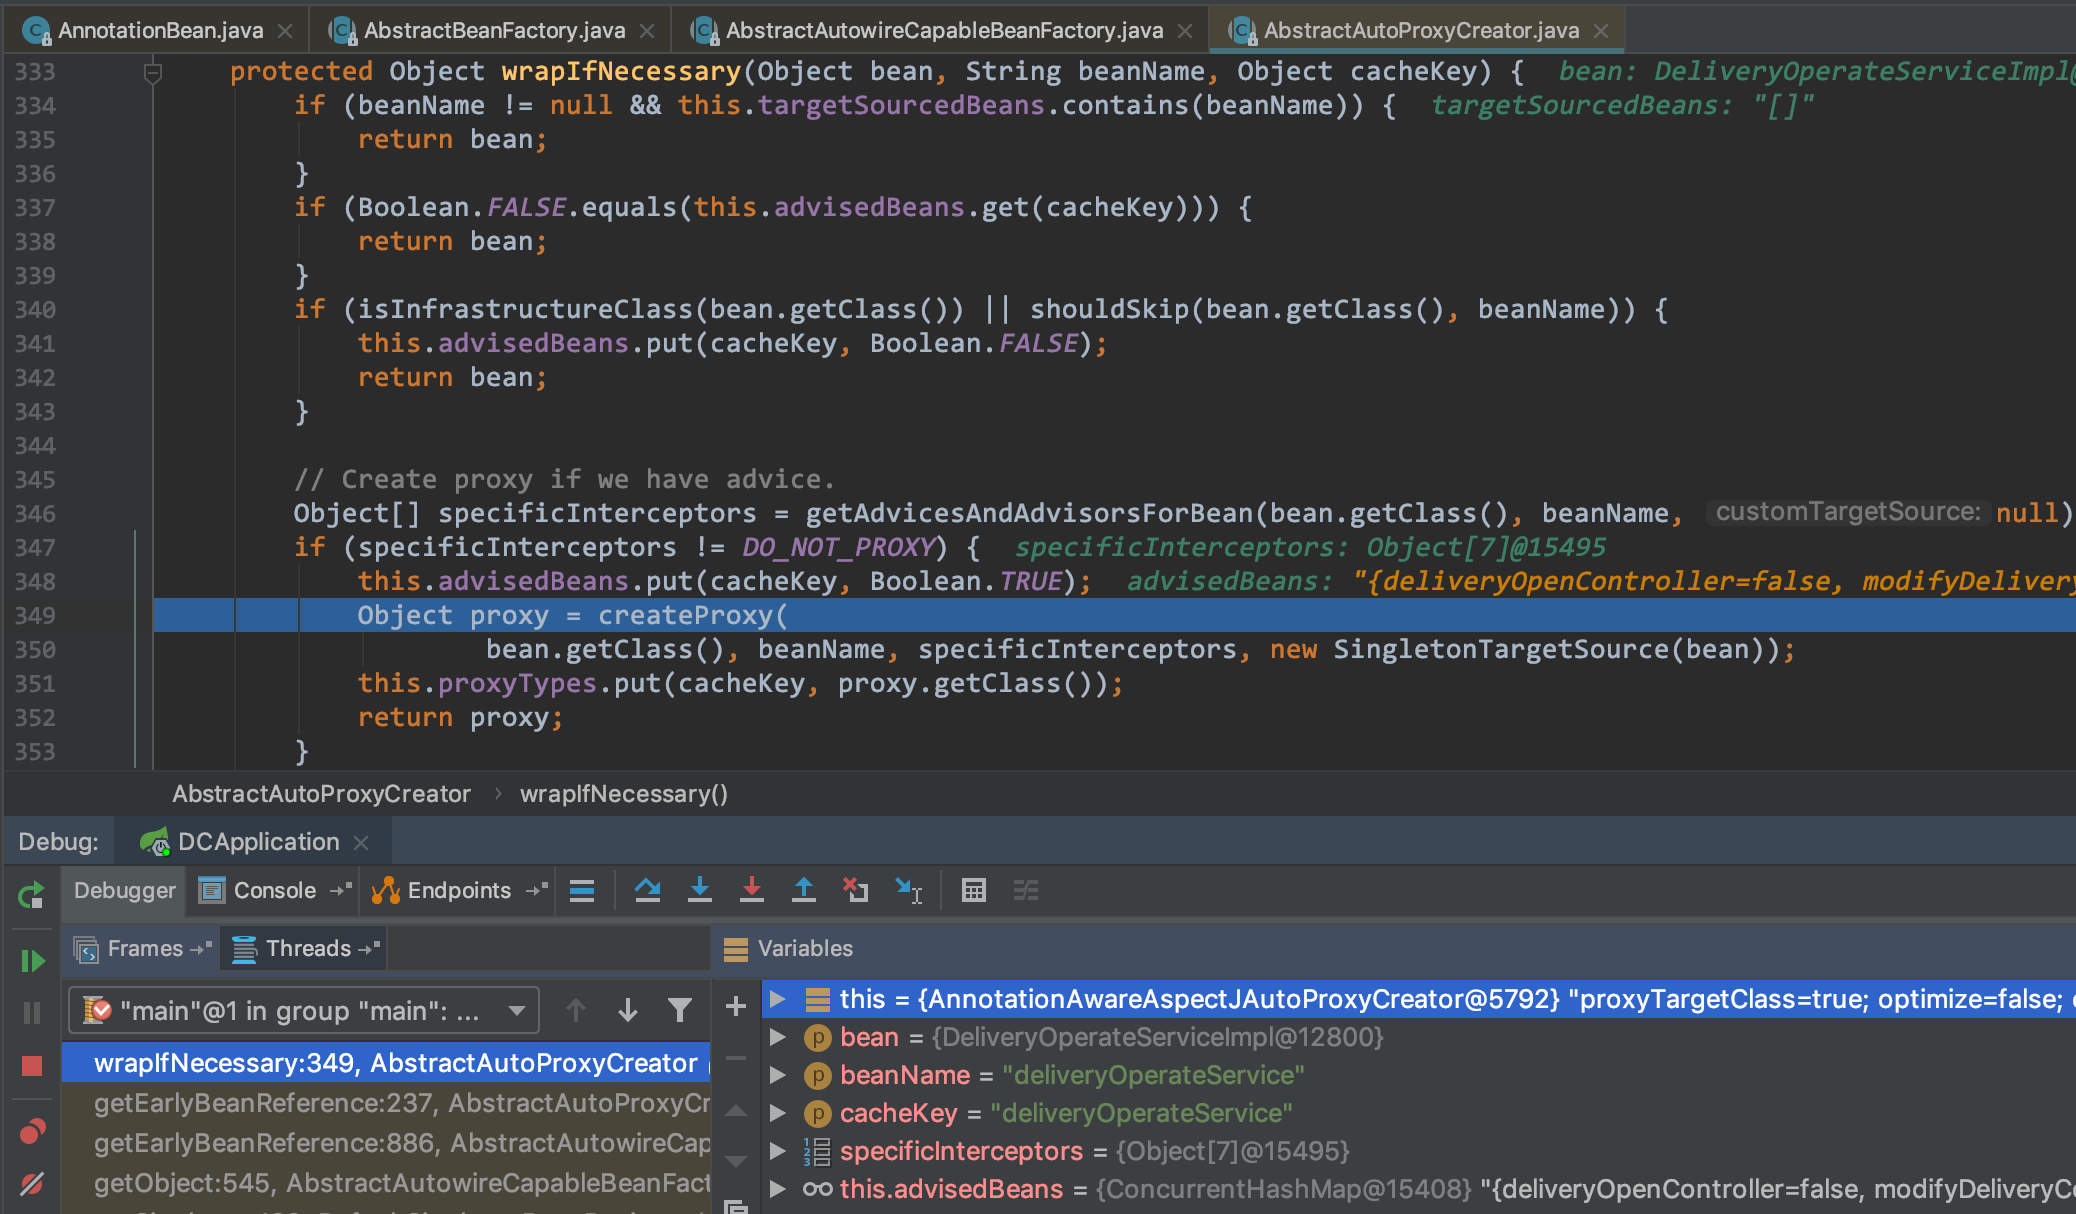 AnnotationBean.java AbstractBeanFactory.java AbstractAutowireCapableBeanFactory.java AbstractAutoProxyCreator.java
333 protected Object wrapIfNecessary(Object bean, String beanName, Object cacheKey) { bean: DeliveryOperateServiceImpl@
334 if (beanName != null && this.targetSourcedBeans.contains(beanName)) { targetSourcedBeans: "[]"
335 return bean;
336 }
337 if (Boolean.FALSE.equals(this.advisedBeans.get(cacheKey))) {
338 return bean;
339 }
340 if (isInfrastructureClass(bean.getClass()) || shouldSkip(bean.getClass(), beanName)) {
341 this.advisedBeans.put(cacheKey, Boolean.FALSE);
342 return bean;
343 }
344
345 // Create proxy if we have advice.
346 Object[] specificInterceptors = getAdvicesAndAdvisorsForBean(bean.getClass(), beanName, customTargetSource: null)
347 if (specificInterceptors != DO_NOT_PROXY) { specificInterceptors: Object[7]@15495
348 this.advisedBeans.put(cacheKey, Boolean.TRUE); advisedBeans: "{deliveryOpenController=false, modifyDelivery
349 Object proxy = createProxy(
350 bean.getClass(), beanName, specificInterceptors, new SingletonTargetSource(bean));
351 this.proxyTypes.put(cacheKey, proxy.getClass());
352 return proxy;
353 }
AbstractAutoProxyCreator › wrapIfNecessary()
Debug: DCApplication
Debugger Console Endpoints
Frames Threads Variables
"main"@1 in group "main": ...
wrapIfNecessary:349, AbstractAutoProxyCreator
getEarlyBeanReference:237, AbstractAutoProxyCr
getEarlyBeanReference:886, AbstractAutowireCap
getObject:545, AbstractAutowireCapableBeanFact
this = {AnnotationAwareAspectJAutoProxyCreator@5792} "proxyTargetClass=true; optimize=false;
bean = {DeliveryOperateServiceImpl@12800}
beanName = "deliveryOperateService"
cacheKey = "deliveryOperateService"
specificInterceptors = {Object[7]@15495}
this.advisedBeans = {ConcurrentHashMap@15408} "{deliveryOpenController=false, modifyDeliveryCo